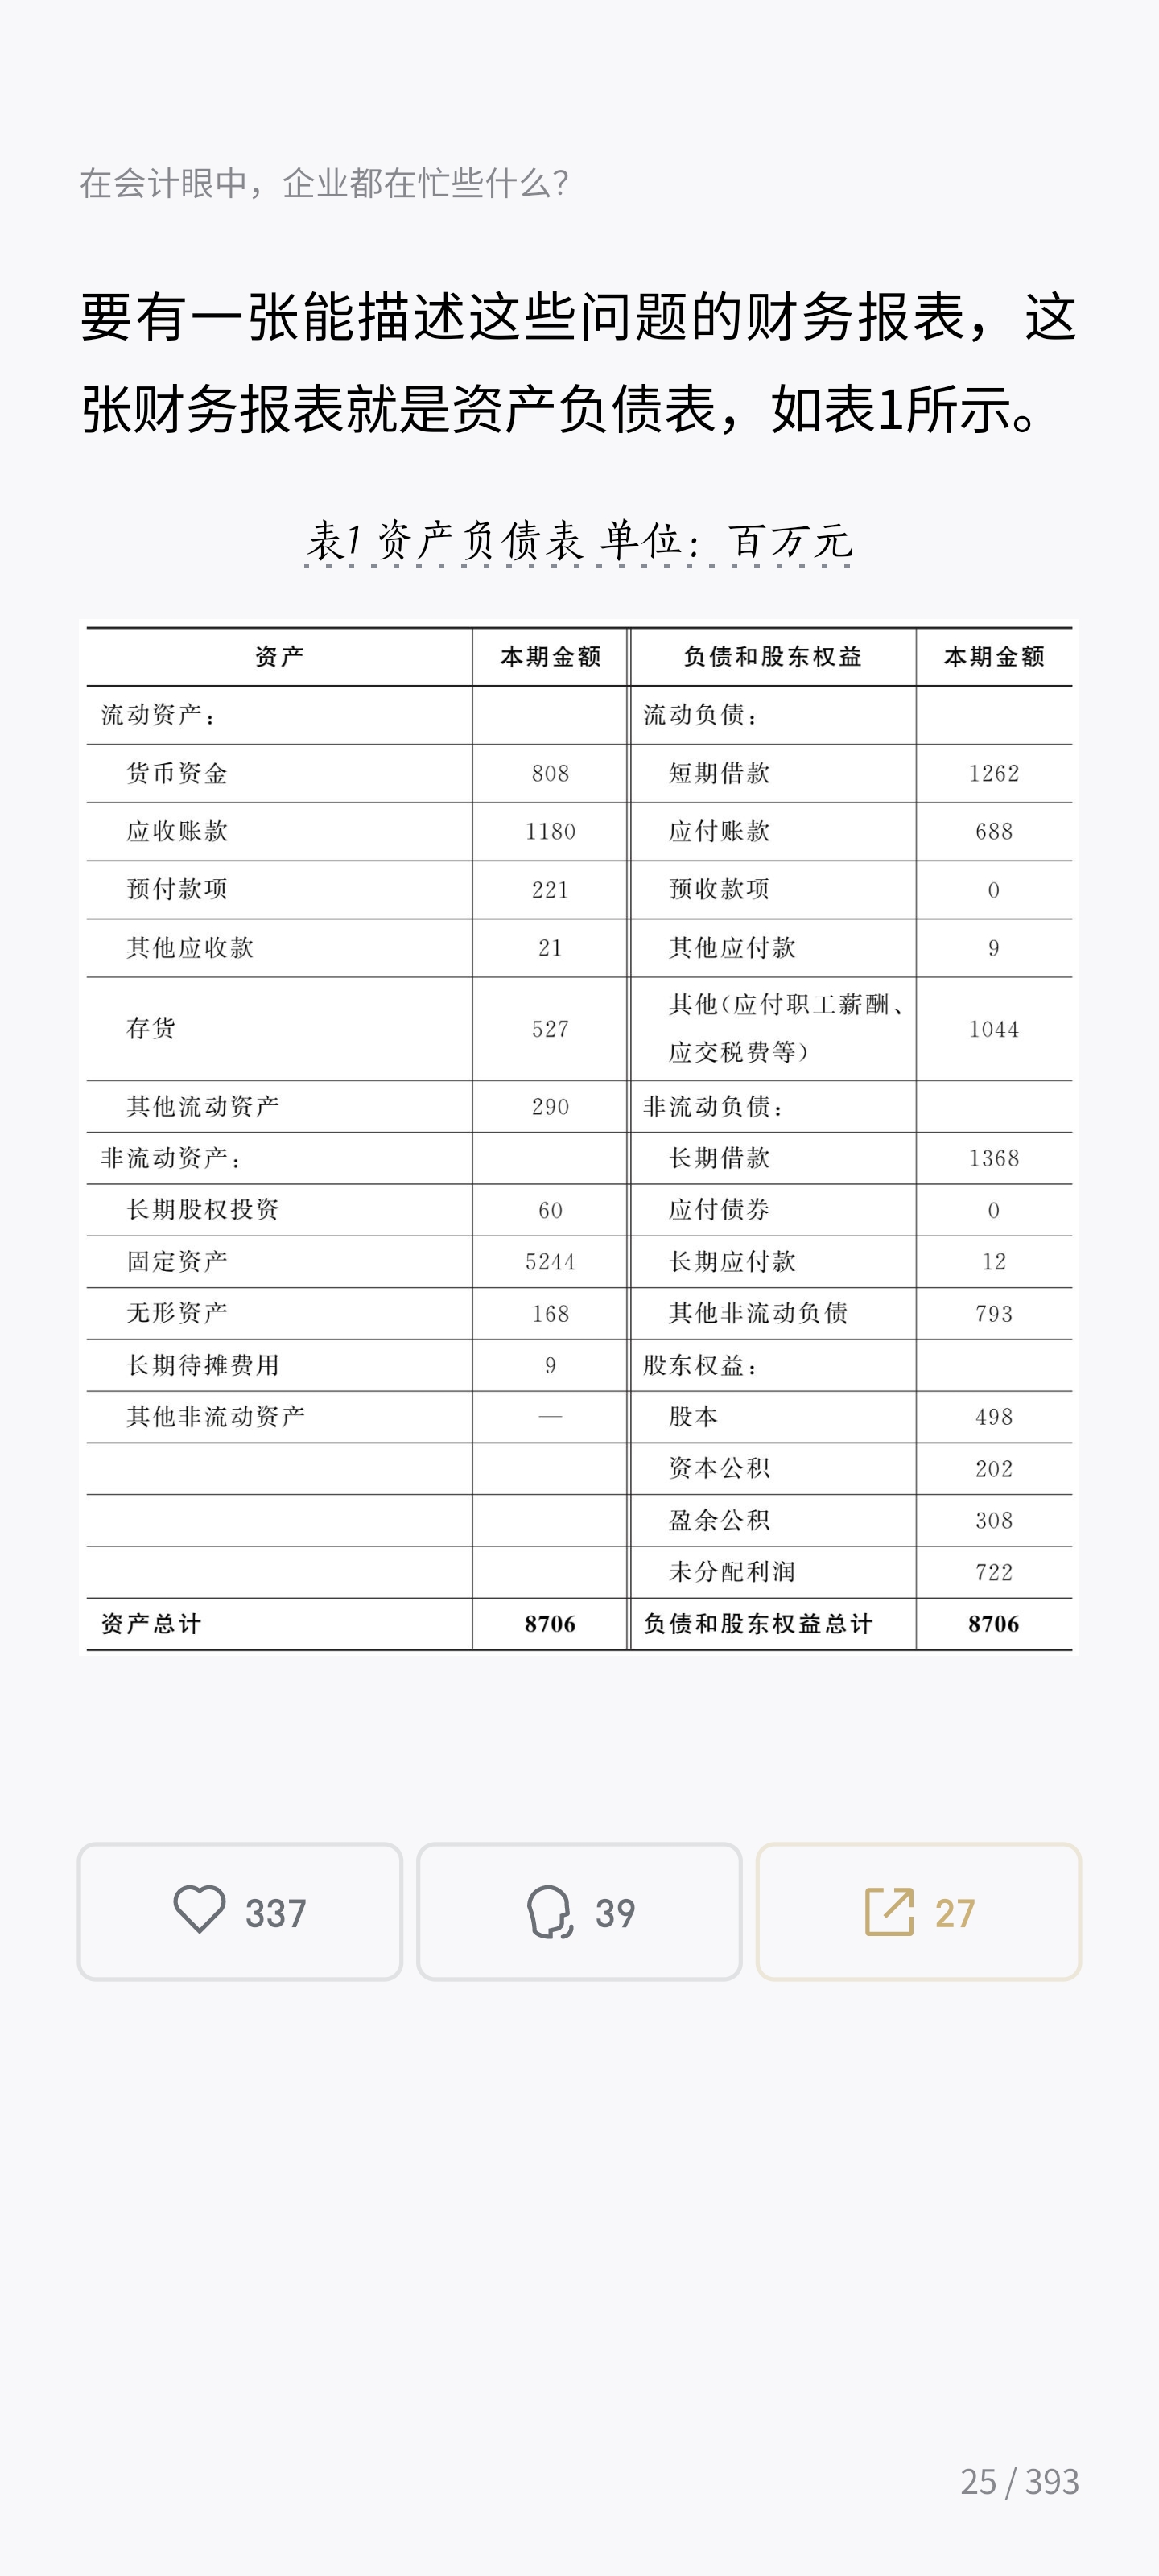 在会计眼中，企业都在忙些什么？
要有一张能描述这些问题的财务报表，这
张财务报表就是资产负债表，如表1所示。
表1 资产负债表 单位：百万元
资产 本期金额 负债和股东权益 本期金额
流动资产： 流动负债：
货币资金 808 短期借款 1262
应收账款 1180 应付账款 688
预付款项 221 预收款项 0
其他应收款 21 其他应付款 9
存货 527 其他（应付职工薪酬、
应交税费等） 1044
其他流动资产 290 非流动负债：
非流动资产： 长期借款 1368
长期股权投资 60 应付债券 0
固定资产 5244 长期应付款 12
无形资产 168 其他非流动负债 793
长期待摊费用 9 股东权益：
其他非流动资产 — 股本 498
资本公积 202
盈余公积 308
未分配利润 722
资产总计 8706 负债和股东权益总计 8706
337 39 27
25 / 393